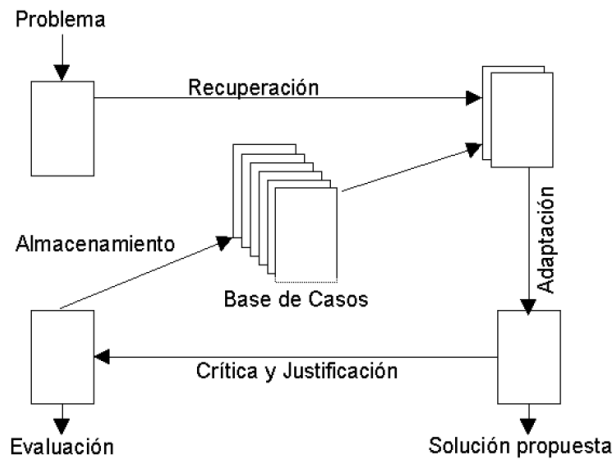 Problema
Recuperación
Adaptación
Almacenamiento
Base de Casos
Crítica y Justificación
Evaluación
Solución propuesta